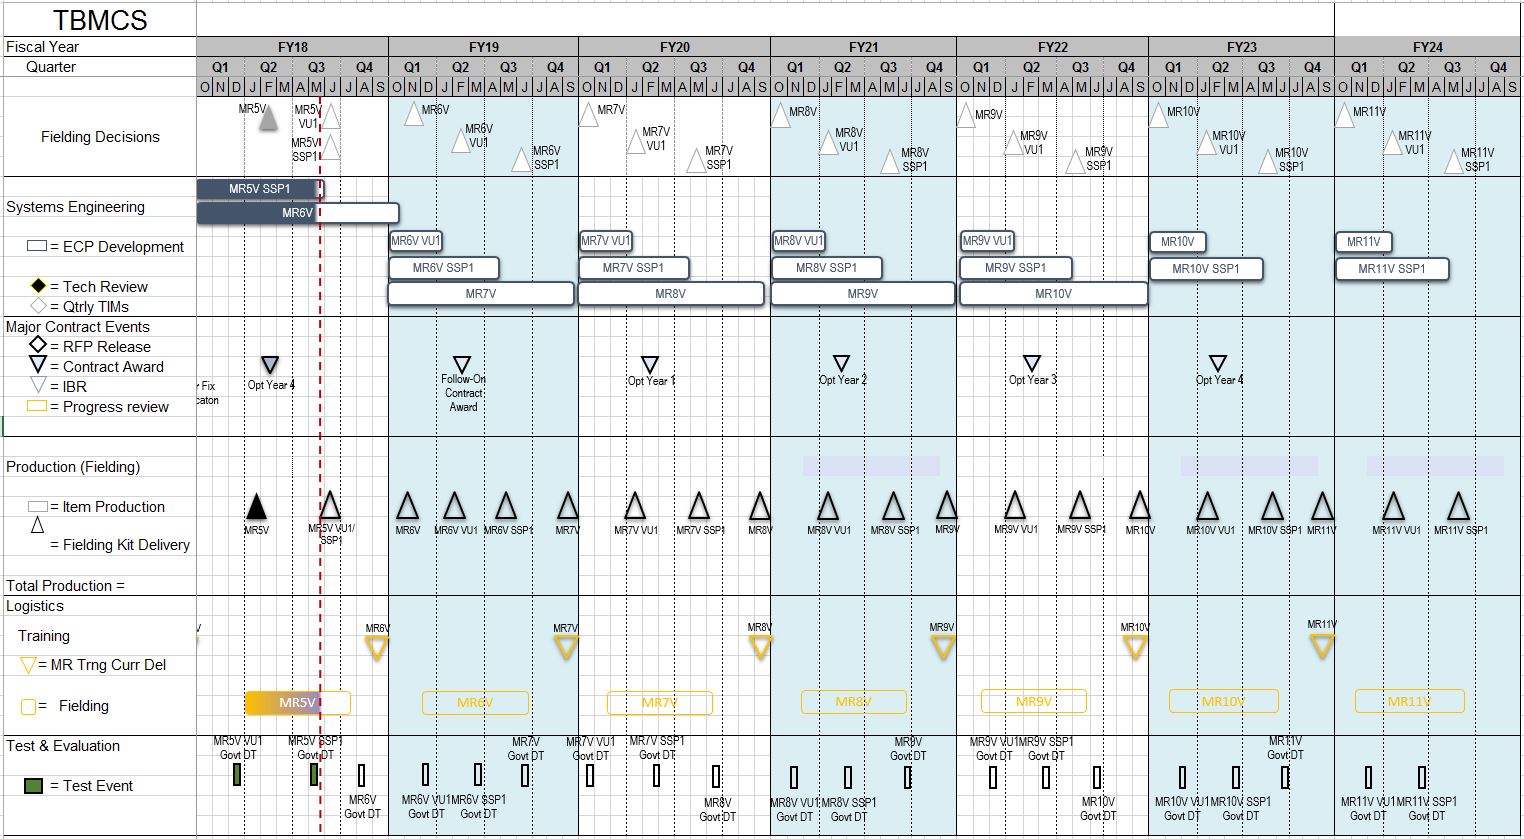 TBMCS
Fiscal Year FY18 FY19 FY20 FY21 FY22 FY23 FY24
Quarter Q1 Q2 Q3 Q4 Q1 Q2 Q3 Q4 Q1 Q2 Q3 Q4 Q1 Q2 Q3 Q4 Q1 Q2 Q3 Q4 Q1 Q2 Q3 Q4 Q1 Q2 Q3 Q4
O N D J F M A M J J A S O N D J F M A M J J A S O N D J F M A M J J A S O N D J F M A M J J A S O N D J F M A M J J A S O N D J F M A M J J A S O N D J F M A M J J A S
Fielding Decisions
MR5V
MR5V
VU1
MR5V
SSP1
MR6V
MR6V
VU1
MR6V
SSP1
MR7V
MR7V
VU1
MR7V
SSP1
MR8V
MR8V
VU1
MR8V
SSP1
MR9V
MR9V
VU1
MR9V
SSP1
MR10V
MR10V
VU1
MR10V
SSP1
MR11V
MR11V
VU1
MR11V
SSP1
Systems Engineering
= ECP Development
= Tech Review
= Qtrly TIMs
MR5V SSP1
MR6V
MR6V VU1 MR7V VU1 MR8V VU1 MR9V VU1 MR10V MR11V
MR6V SSP1 MR7V SSP1 MR8V SSP1 MR9V SSP1 MR10V SSP1 MR11V SSP1
MR7V MR8V MR9V MR10V
Major Contract Events
= RFP Release
= Contract Award
= IBR
= Progress review
r Fix
caton
Opt Year 4
Follow-On
Contract
Award
Opt Year 1
Opt Year 2
Opt Year 3
Opt Year 4
Production (Fielding)
= Item Production
= Fielding Kit Delivery
Total Production =
MR5V
MR5V VU1/
SSP1
MR6V MR6V VU1 MR6V SSP1 MR7V MR7V VU1 MR7V SSP1 MR8V MR8V VU1 MR8V SSP1 MR9V MR9V VU1 MR9V SSP1 MR10V MR10V VU1 MR10V SSP1 MR11V MR11V VU1 MR11V SSP1
Logistics
Training
= MR Trng Curr Del
V MR6V MR7V MR8V MR9V MR10V MR11V
= Fielding
MR5V MR6V MR7V MR8V MR9V MR10V MR11V
Test & Evaluation
= Test Event
MR5V VU1
Govt DT
MR5V SSP1
Govt DT
MR6V
Govt DT
MR6V VU1
Govt DT
MR6V SSP1
Govt DT
MR7V
Govt DT
MR7V VU1
Govt DT
MR7V SSP1
Govt DT
MR8V
Govt DT
MR8V VU1
Govt DT
MR8V SSP1
Govt DT
MR9V
Govt DT
MR9V VU1
Govt DT
MR9V SSP1
Govt DT
MR10V
Govt DT
MR10V VU1
Govt DT
MR10V SSP1
Govt DT
MR11V
Govt DT
MR11V VU1
Govt DT
MR11V SSP1
Govt DT